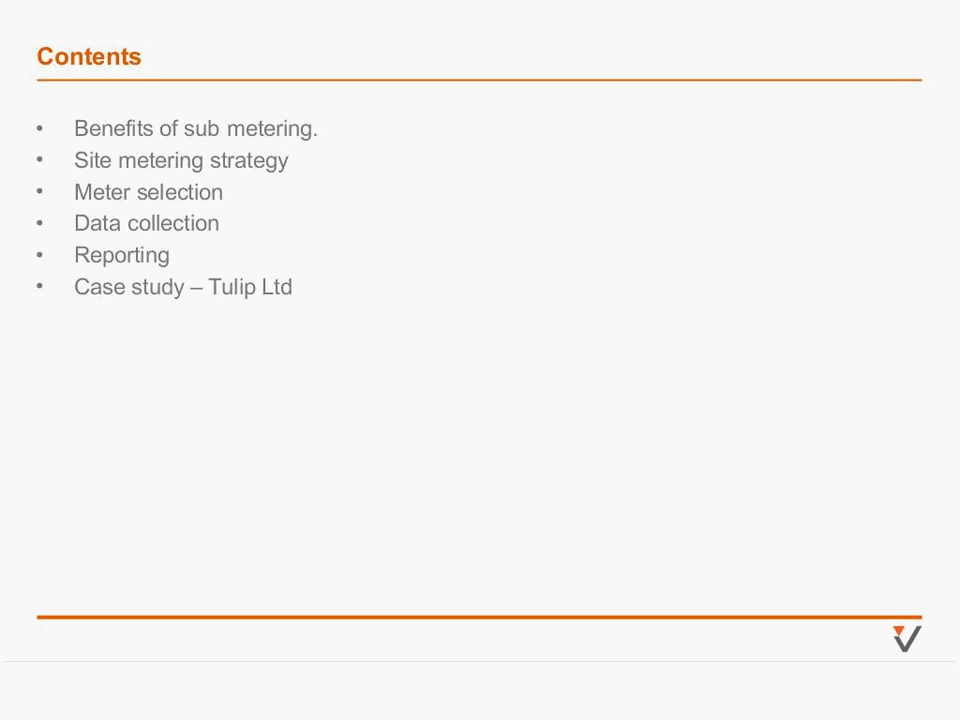 Contents
• Benefits of sub metering.
• Site metering strategy
• Meter selection
• Data collection
• Reporting
• Case study – Tulip Ltd